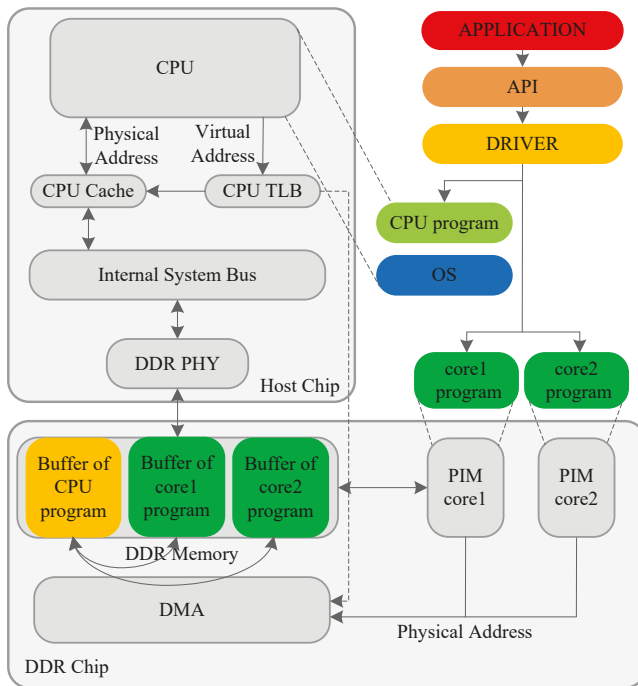 CPU
Physical
Address
Virtual
Address
CPU Cache
CPU TLB
Internal System Bus
DDR PHY
Host Chip
APPLICATION
API
DRIVER
CPU program
OS
core1
program
core2
program
Buffer of
CPU
program
Buffer of
core1
program
Buffer of
core2
program
DDR Memory
PIM
core1
PIM
core2
DMA
Physical Address
DDR Chip